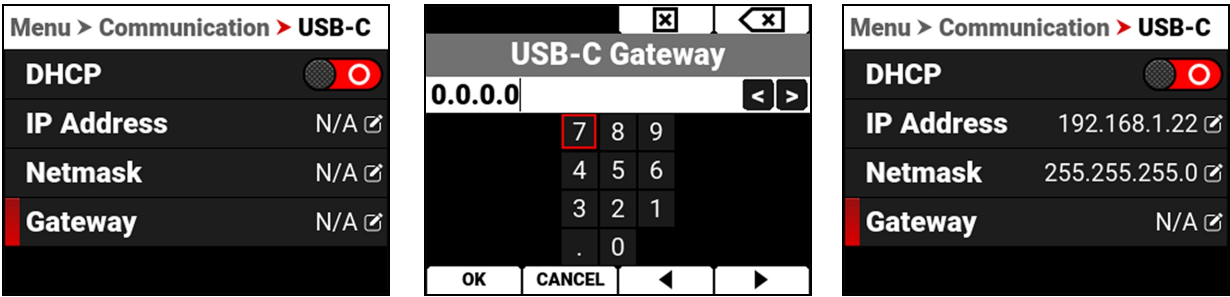 Menu ➤ Communication ➤ USB-C
DHCP
IP Address N/A
Netmask N/A
Gateway N/A
USB-C Gateway
0.0.0.0 < >
7 8 9
4 5 6
3 2 1
. 0
OK CANCEL ◀ ▶
Menu ➤ Communication ➤ USB-C
DHCP
IP Address 192.168.1.22
Netmask 255.255.255.0
Gateway N/A